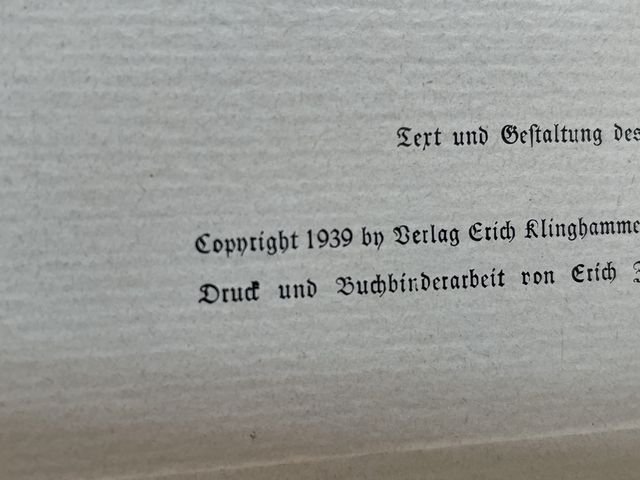 Text und Gestaltung des
Copyright 1939 by Verlag Erich Klinghamme
Druck und Buchbinderarbeit von Erich